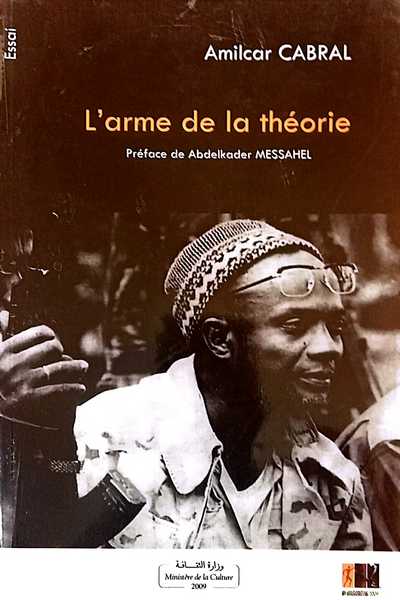 Essai
Amilcar CABRAL
L'arme de la théorie
Préface de Abdelkader MESSAHEL
وزارة الثقافة
Ministère de la Culture
2009